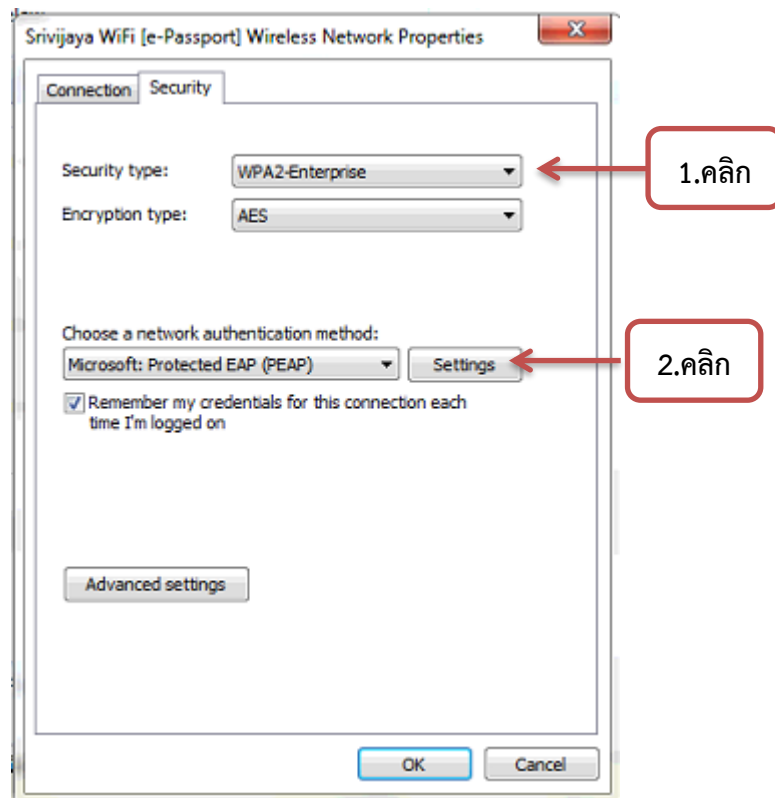 Srivijaya WiFi [e-Passport] Wireless Network Properties
Connection Security
Security type: WPA2-Enterprise
1.คลิก
Encryption type: AES
Choose a network authentication method:
Microsoft: Protected EAP (PEAP) Settings
2.คลิก
Remember my credentials for this connection each
time I'm logged on
Advanced settings
OK Cancel